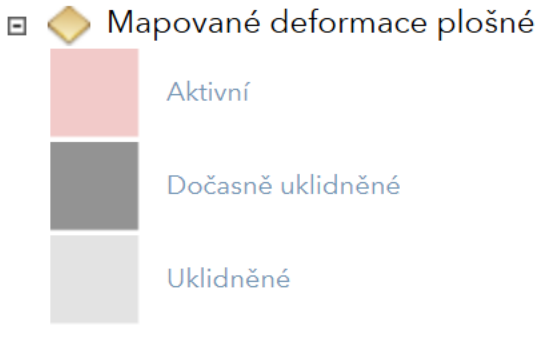 Mapované deformace plošné
Aktivní
Dočasně uklidněné
Uklidněné